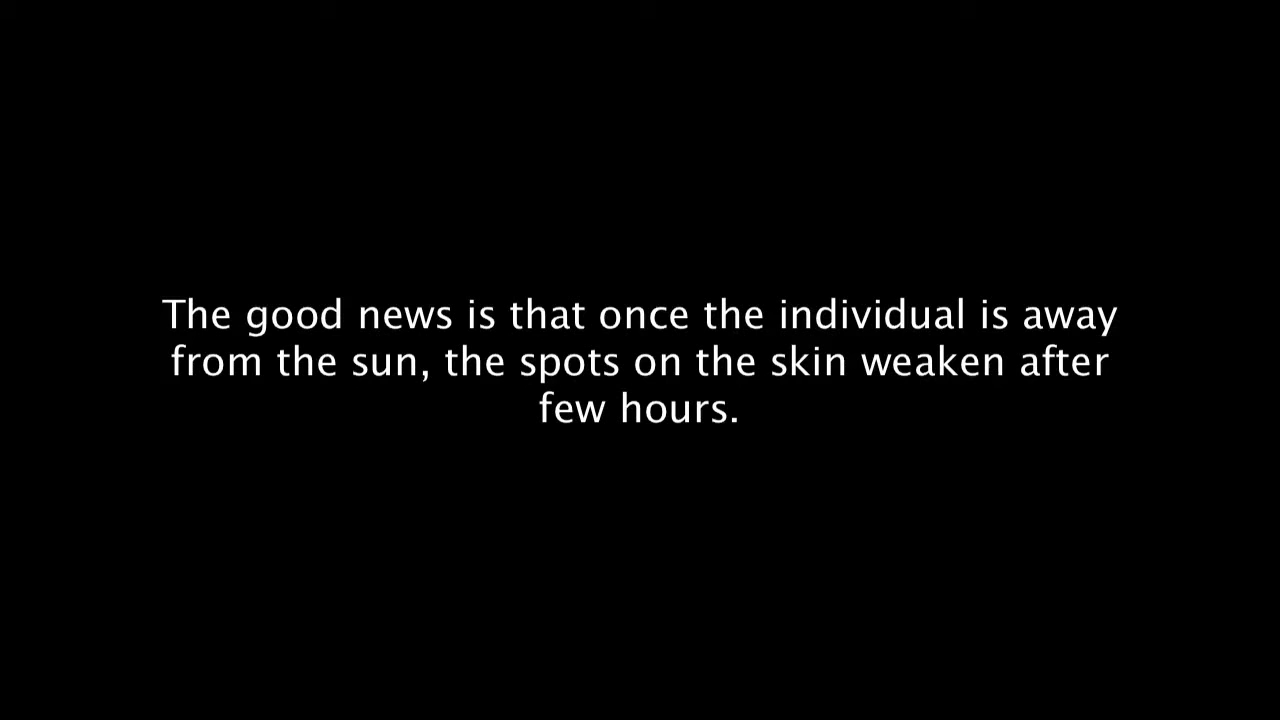 The good news is that once the individual is away
from the sun, the spots on the skin weaken after
few hours.